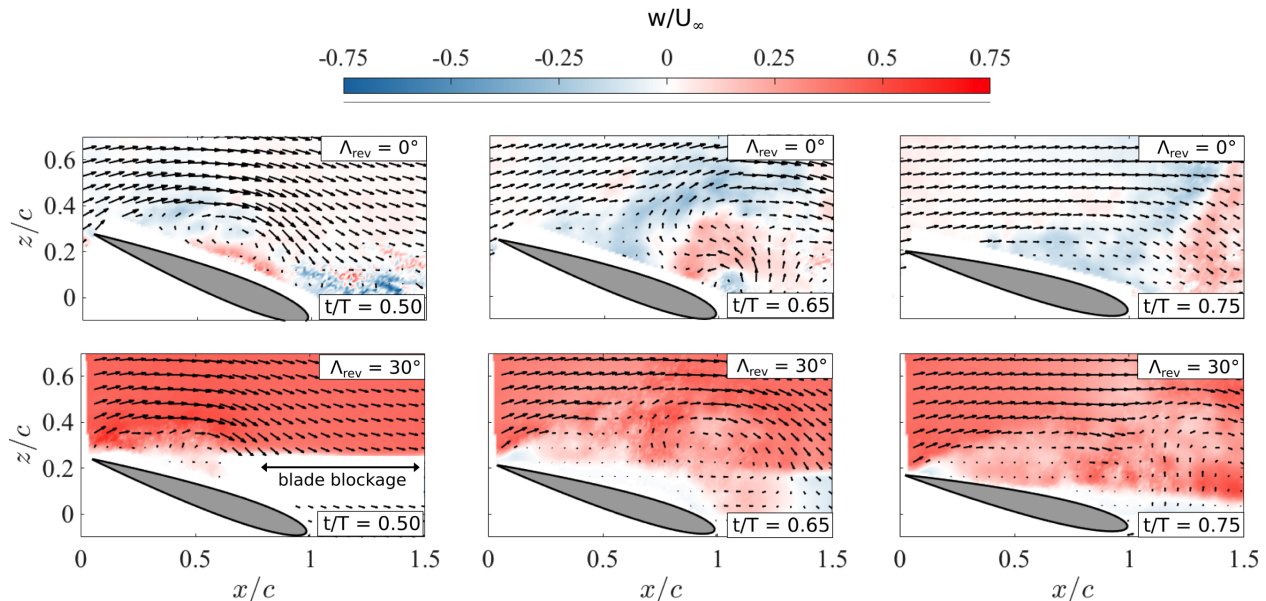 w/U∞
-0.75 -0.5 -0.25 0 0.25 0.5 0.75
Λrev = 0° Λrev = 0° Λrev = 0°
0.6
0.4
z/c
0.2
0
t/T = 0.50 t/T = 0.65 t/T = 0.75
Λrev = 30° Λrev = 30° Λrev = 30°
0.6
0.4
z/c
0.2
blade blockage
0
t/T = 0.50 t/T = 0.65 t/T = 0.75
0 0.5 1 1.5 0 0.5 1 1.5 0 0.5 1 1.5
x/c x/c x/c